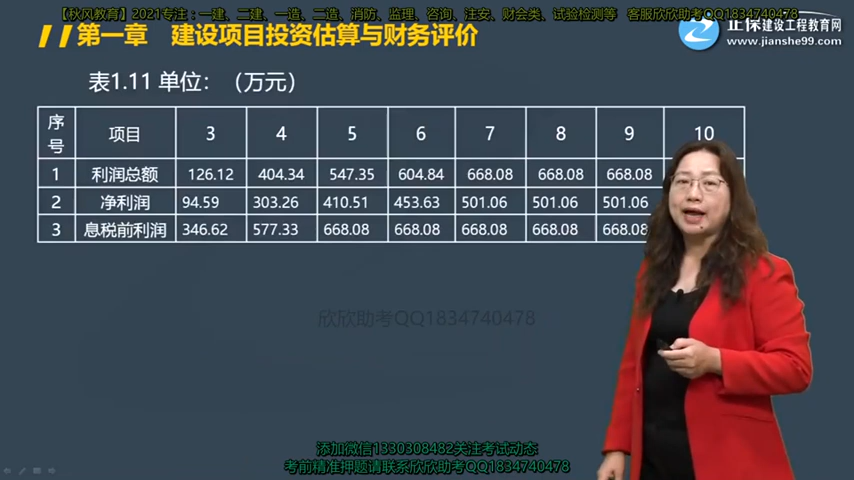 【秋风教育】2021专注：一建、二建、一造、二造、消防、监理、咨询、注安、财会类、试验检测等 客服欣欣助考QQ1834740478
第一章 建设项目投资估算与财务评价
正保建设工程教育网
www.jianshe99.com
表1.11 单位：（万元）
序号 项目 3 4 5 6 7 8 9 10
1 利润总额 126.12 404.34 547.35 604.84 668.08 668.08 668.08
2 净利润 94.59 303.26 410.51 453.63 501.06 501.06 501.06
3 息税前利润 346.62 577.33 668.08 668.08 668.08 668.08 668.08
欣欣助考QQ1834740478
添加微信1330308482关注考试动态
考前精准押题请联系欣欣助考QQ1834740478